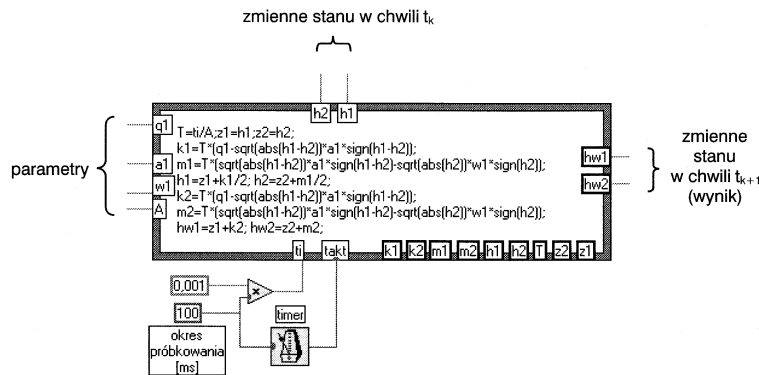 zmienne stanu w chwili tk
h2 h1
parametry
q1
a1
w1
A
T=ti/A;z1=h1;z2=h2;
k1=T*(q1-sqrt(abs(h1-h2))*a1*sign(h1-h2));
m1=T*(sqrt(abs(h1-h2))*a1*sign(h1-h2)-sqrt(abs(h2))*w1*sign(h2));
h1=z1+k1/2; h2=z2+m1/2;
k2=T*(q1-sqrt(abs(h1-h2))*a1*sign(h1-h2));
m2=T*(sqrt(abs(h1-h2))*a1*sign(h1-h2)-sqrt(abs(h2))*w1*sign(h2));
hw1=z1+k2; hw2=z2+m2;
hw1
hw2
zmienne
stanu
w chwili tk+1
(wynik)
ti takt k1 k2 m1 m2 h1 h2 T z2 z1
0,001
×
100
timer
okres
próbkowania
[ms]